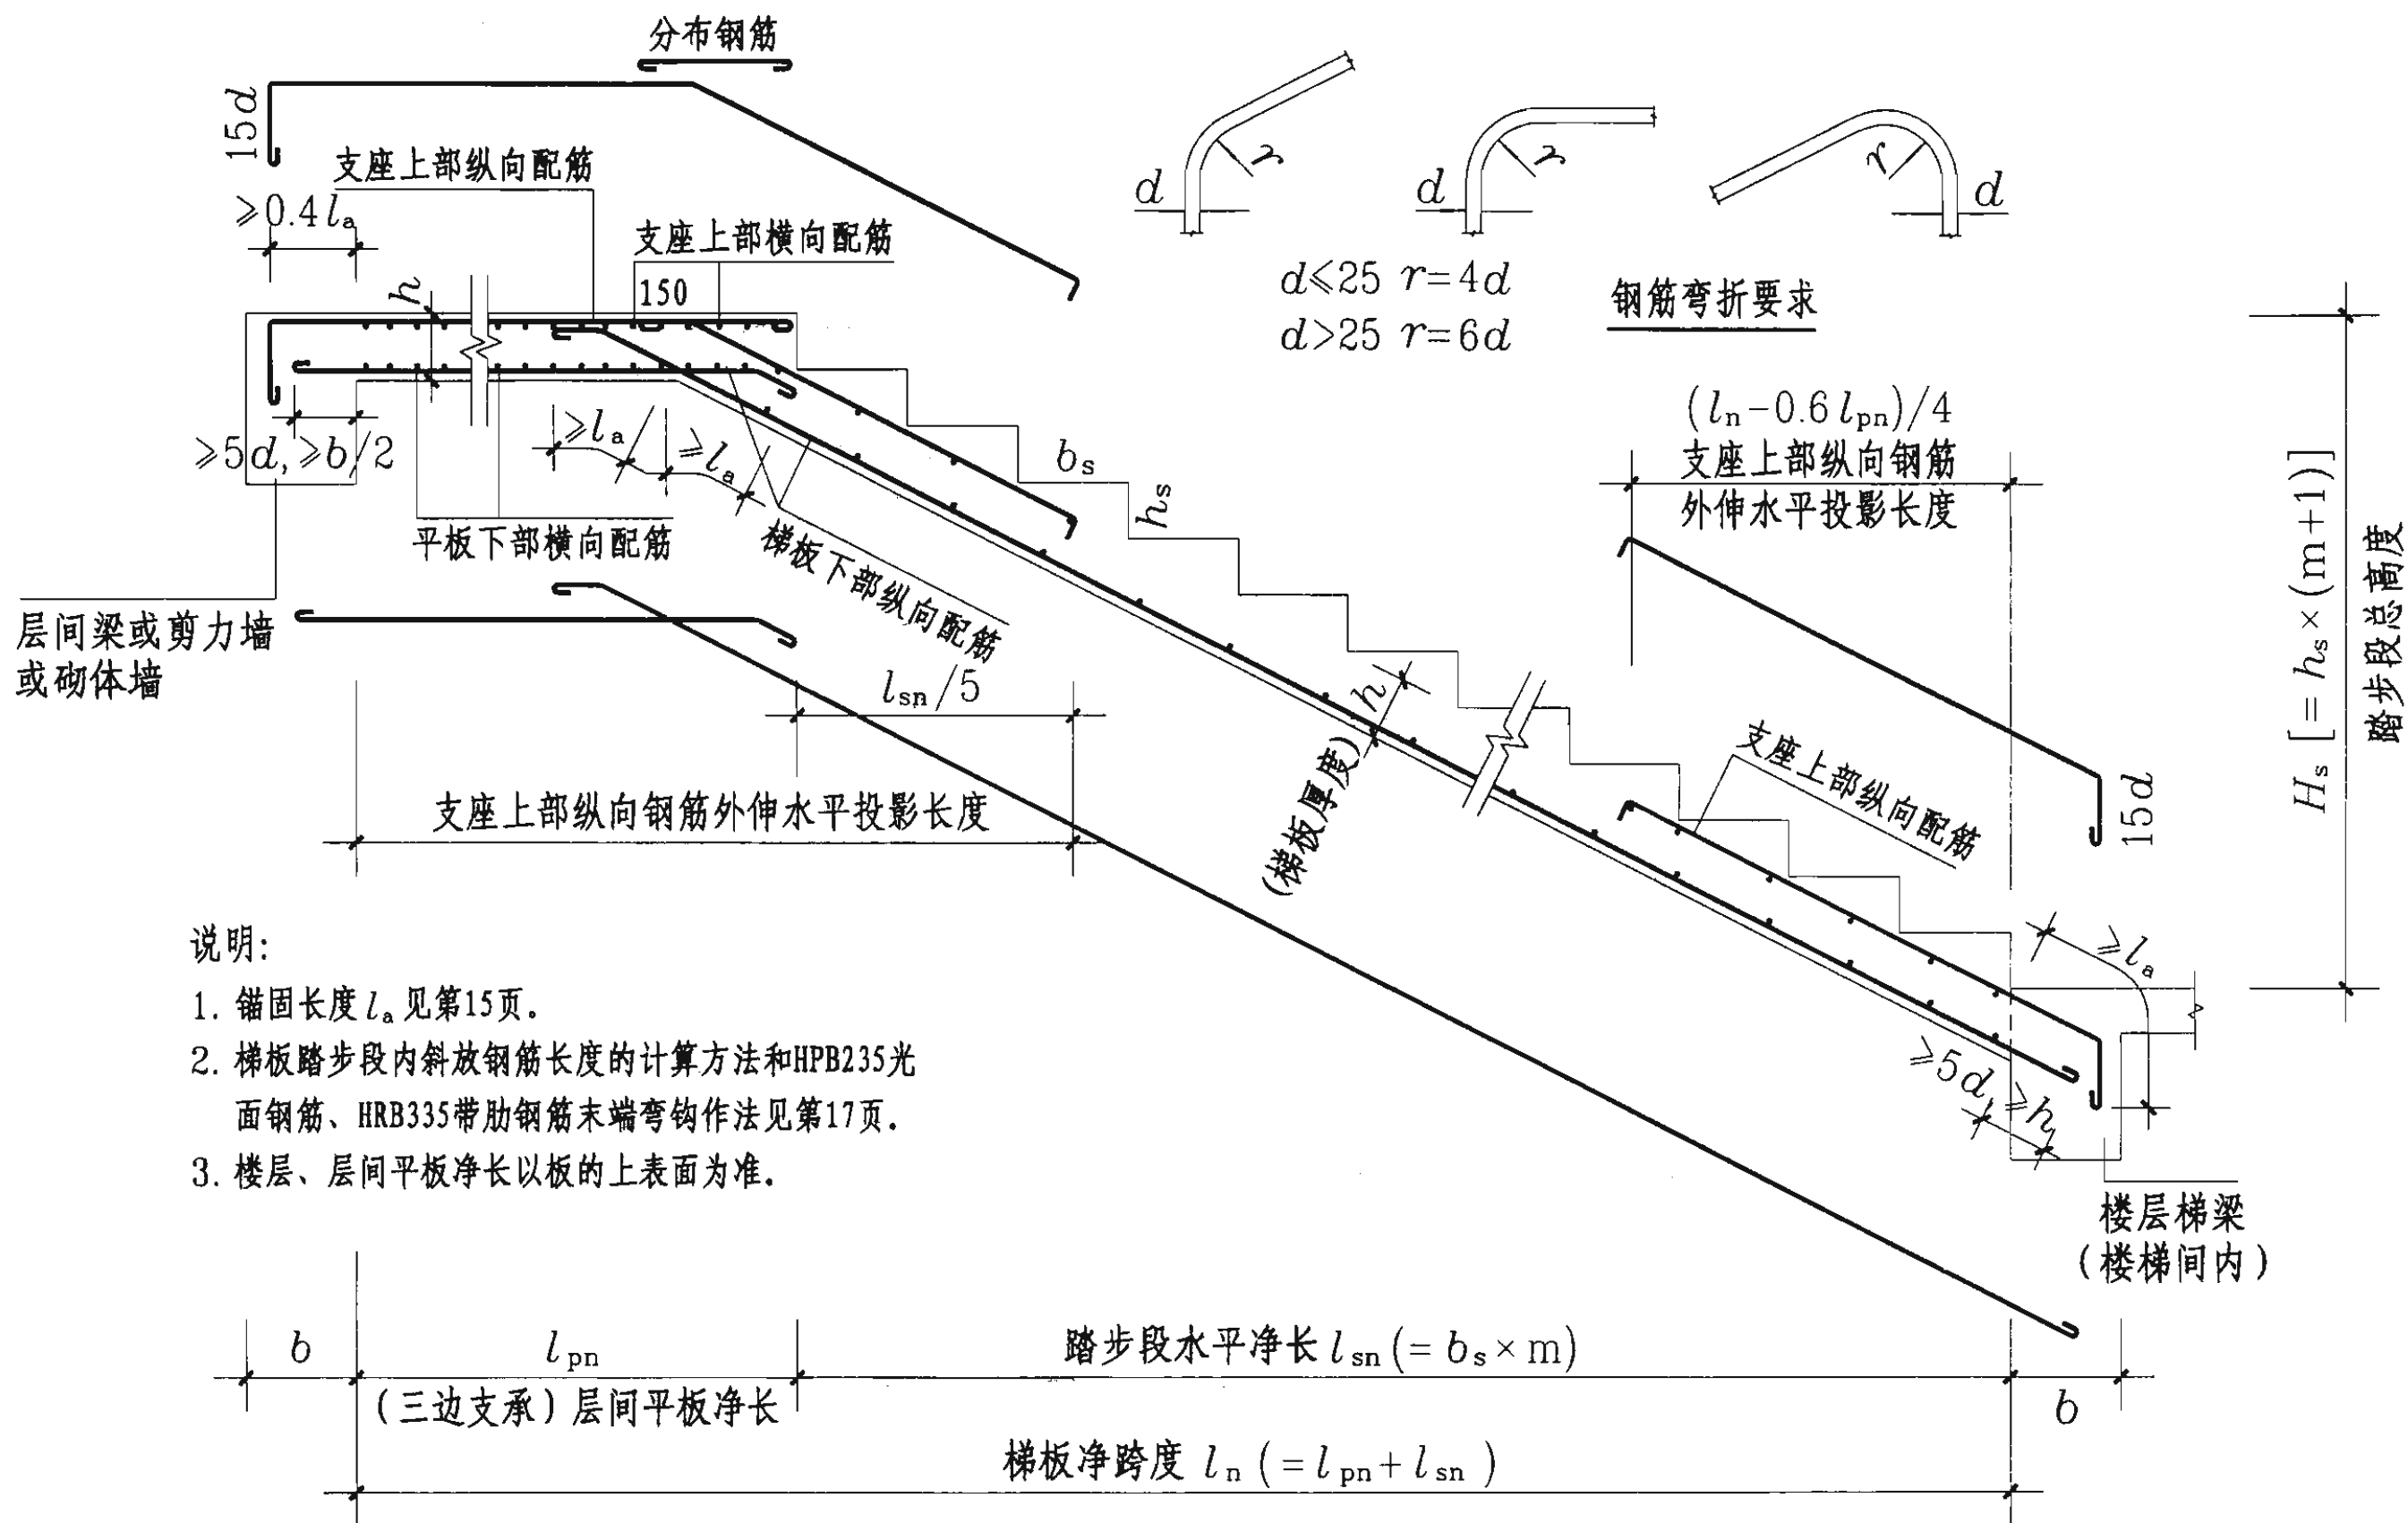 分布钢筋
15d
支座上部纵向配筋
≥0.4la
支座上部横向配筋
150
h
d
r
d
r
r
d
d≤25 r=4d
d>25 r=6d
钢筋弯折要求
(ln-0.6lpn)/4
支座上部纵向钢筋
外伸水平投影长度
≥5d,≥b/2
≥la
≥la
bs
hs
平板下部横向配筋
梯板下部纵向配筋
层间梁或剪力墙
或砌体墙
lsn/5
h
(梯板厚度)
支座上部纵向配筋
15d
Hs[=hs×(m+1)]
踏步段总高度
支座上部纵向钢筋外伸水平投影长度
≥la
≥5d,≥h
楼层梯梁
(楼梯间内)
说明:
1. 锚固长度la见第15页.
2. 梯板踏步段内斜放钢筋长度的计算方法和HPB235光
面钢筋、HRB335带肋钢筋末端弯钩作法见第17页.
3. 楼层、层间平板净长以板的上表面为准.
b
lpn
踏步段水平净长 lsn(=bs×m)
(三边支承)层间平板净长
b
梯板净跨度 ln(=lpn+lsn)